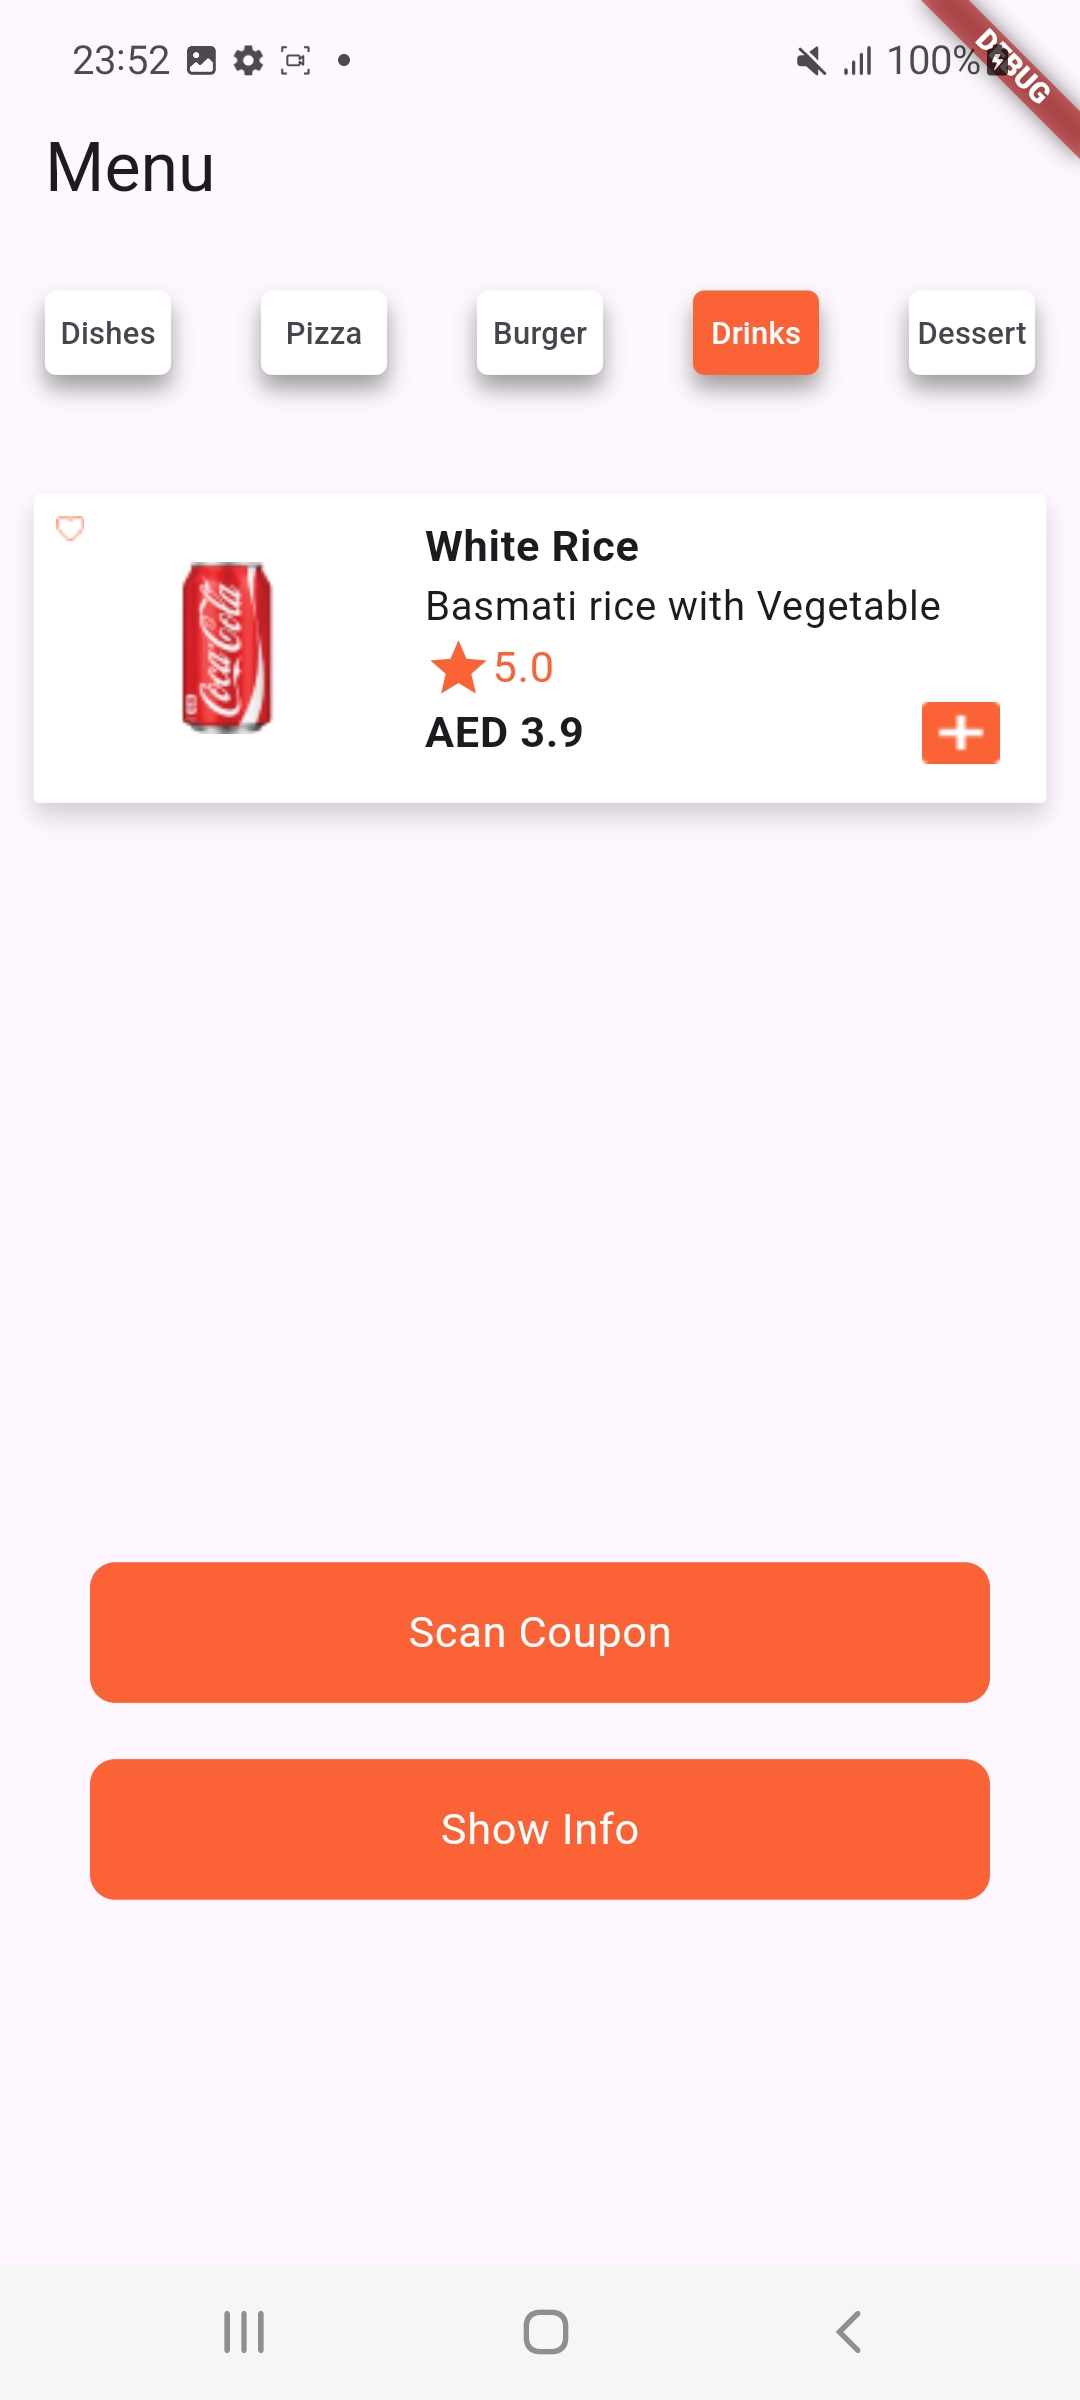 23:52 100%
DEBUG
Menu
Dishes Pizza Burger Drinks Dessert
White Rice
Coca-Cola
Basmati rice with Vegetable
5.0
AED 3.9
Scan Coupon
Show Info